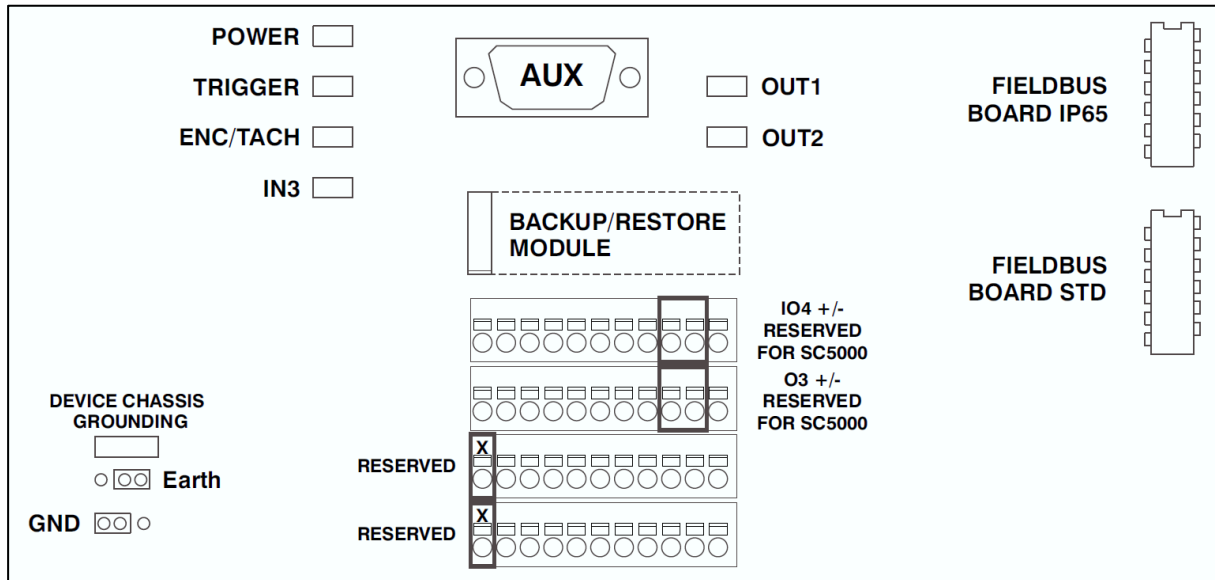 POWER
TRIGGER
ENC/TACH
IN3
AUX
OUT1
OUT2
FIELDBUS
BOARD IP65
BACKUP/RESTORE
MODULE
FIELDBUS
BOARD STD
IO4 +/-
RESERVED
FOR SC5000
O3 +/-
RESERVED
FOR SC5000
DEVICE CHASSIS
GROUNDING
Earth
GND
X
RESERVED
X
RESERVED